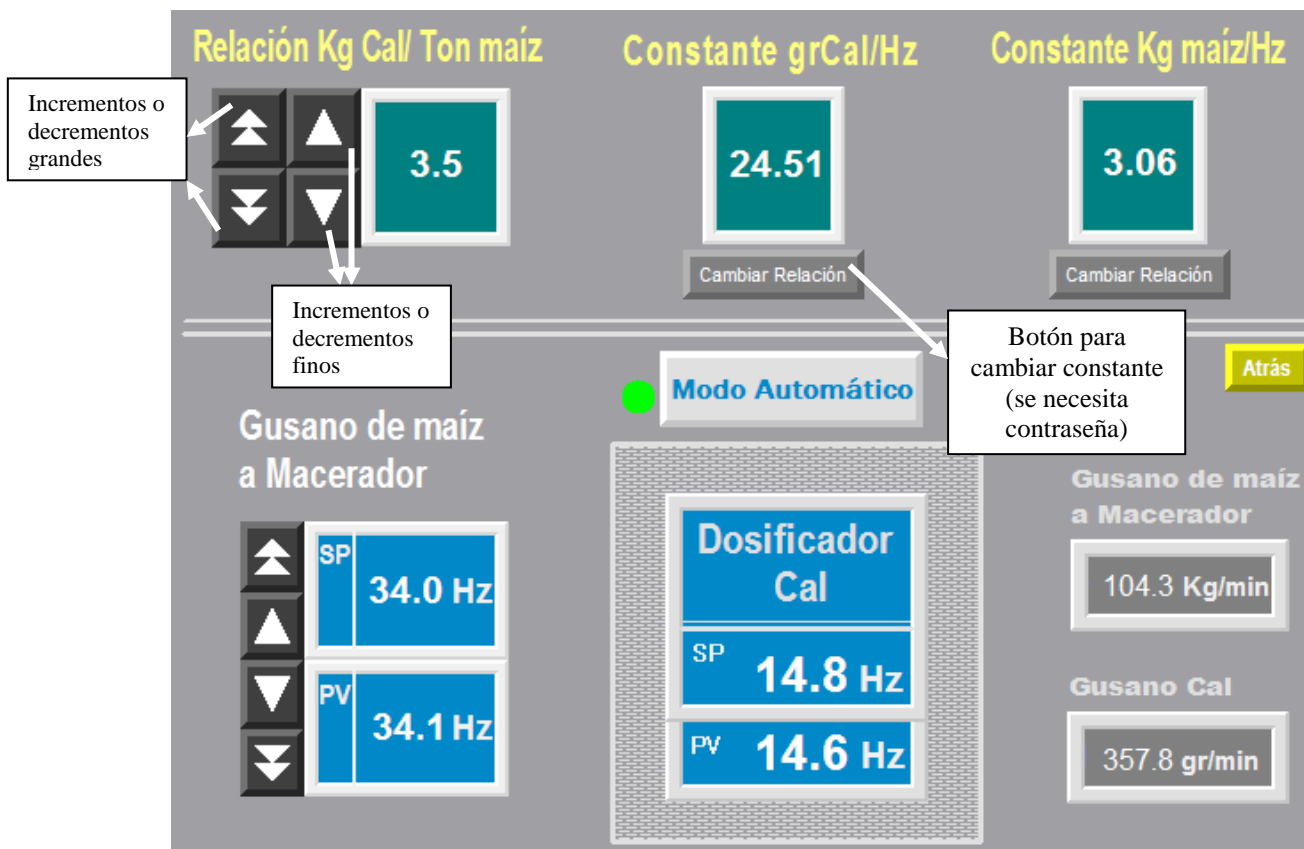 Relación Kg Cal/ Ton maíz
Constante grCal/Hz
Constante Kg maíz/Hz
Incrementos o
decrementos
grandes
3.5
24.51
3.06
Cambiar Relación
Cambiar Relación
Incrementos o
decrementos
finos
Botón para
cambiar constante
(se necesita
contraseña)
Atrás
Modo Automático
Gusano de maíz
a Macerador
SP
34.0 Hz
PV
34.1 Hz
Dosificador
Cal
SP
14.8 Hz
PV
14.6 Hz
Gusano de maíz
a Macerador
104.3 Kg/min
Gusano Cal
357.8 gr/min